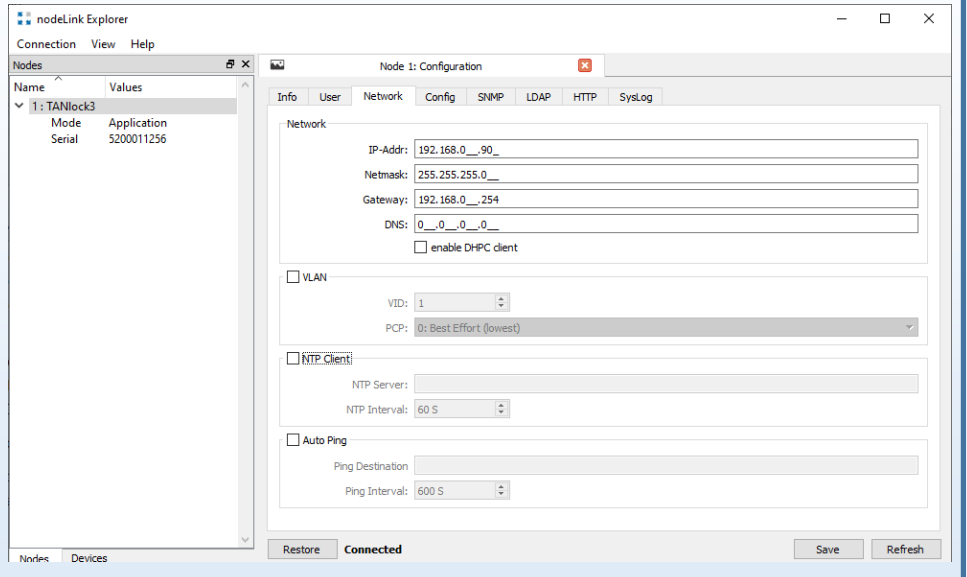 nodeLink Explorer
Connection View Help
Nodes
Name Values
1 : TANlock3
Mode Application
Serial 5200011256
Node 1: Configuration
Info User Network Config SNMP LDAP HTTP SysLog
Network
IP-Addr: 192.168.0__.90_
Netmask: 255.255.255.0__
Gateway: 192.168.0__.254
DNS: 0__.0__.0__.0__
enable DHPC client
VLAN
VID: 1
PCP: 0: Best Effort (lowest)
NTP Client
NTP Server:
NTP Interval: 60 S
Auto Ping
Ping Destination
Ping Interval: 600 S
Restore Connected Save Refresh
Nodes Devices